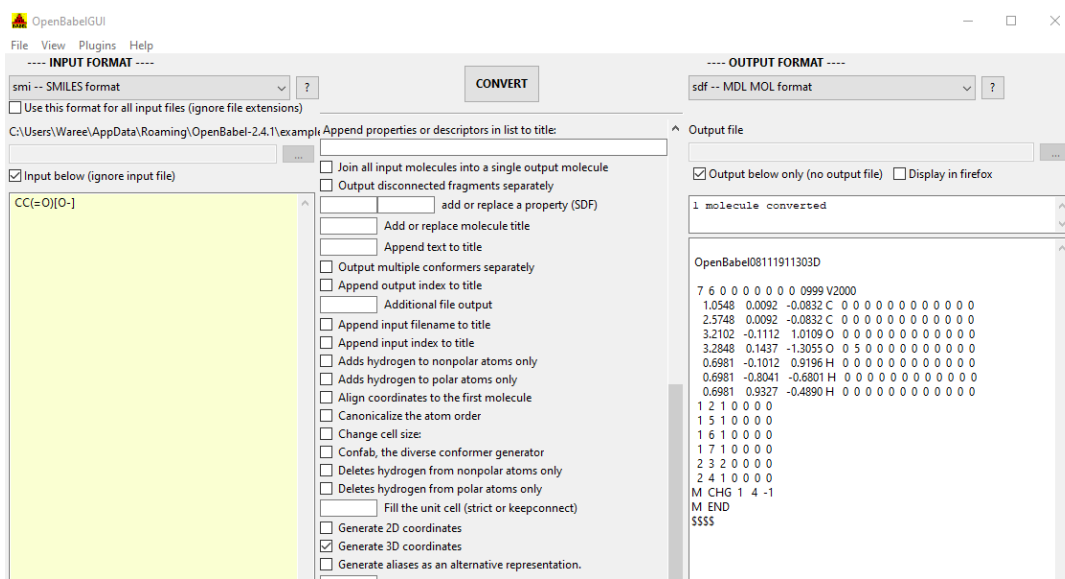 OpenBabelGUI
File View Plugins Help
---- INPUT FORMAT ----
smi -- SMILES format
?
Use this format for all input files (ignore file extensions)
C:\Users\Waree\AppData\Roaming\OpenBabel-2.4.1\example
...
Input below (ignore input file)
CC(=O)[O-]
CONVERT
Append properties or descriptors in list to title:
Join all input molecules into a single output molecule
Output disconnected fragments separately
add or replace a property (SDF)
Add or replace molecule title
Append text to title
Output multiple conformers separately
Append output index to title
Additional file output
Append input filename to title
Append input index to title
Adds hydrogen to nonpolar atoms only
Adds hydrogen to polar atoms only
Align coordinates to the first molecule
Canonicalize the atom order
Change cell size:
Confab, the diverse conformer generator
Deletes hydrogen from nonpolar atoms only
Deletes hydrogen from polar atoms only
Fill the unit cell (strict or keepconnect)
Generate 2D coordinates
Generate 3D coordinates
Generate aliases as an alternative representation.
---- OUTPUT FORMAT ----
sdf -- MDL MOL format
?
Output file
...
Output below only (no output file) Display in firefox
1 molecule converted
OpenBabel08111911303D
7 6 0 0 0 0 0 0 0 0999 V2000
1.0548 0.0092 -0.0832 C 0 0 0 0 0 0 0 0 0 0 0 0
2.5748 0.0092 -0.0832 C 0 0 0 0 0 0 0 0 0 0 0 0
3.2102 -0.1112 1.0109 O 0 0 0 0 0 0 0 0 0 0 0 0
3.2848 0.1437 -1.3055 O 0 5 0 0 0 0 0 0 0 0 0 0
0.6981 -0.1012 0.9196 H 0 0 0 0 0 0 0 0 0 0 0 0
0.6981 -0.8041 -0.6801 H 0 0 0 0 0 0 0 0 0 0 0 0
0.6981 0.9327 -0.4890 H 0 0 0 0 0 0 0 0 0 0 0 0
1 2 1 0 0 0 0
1 5 1 0 0 0 0
1 6 1 0 0 0 0
1 7 1 0 0 0 0
2 3 2 0 0 0 0
2 4 1 0 0 0 0
M CHG 1 4 -1
M END
$$$$